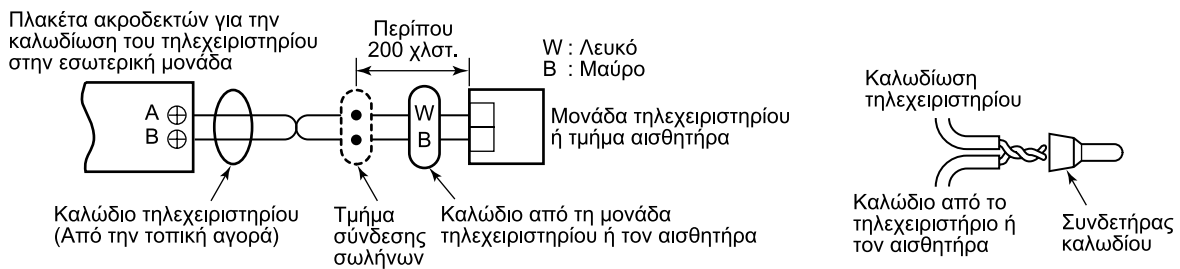 Πλακέτα ακροδεκτών για την
καλωδίωση του τηλεχειριστηρίου
στην εσωτερική μονάδα
Περίπου
200 χλστ.
W : Λευκό
B : Μαύρο
A
B
W
B
Μονάδα τηλεχειριστηρίου
ή τμήμα αισθητήρα
Καλώδιο τηλεχειριστηρίου
(Από την τοπική αγορά)
Τμήμα
σύνδεσης
σωλήνων
Καλώδιο από τη μονάδα
τηλεχειριστηρίου ή τον αισθητήρα
Καλωδίωση
τηλεχειριστηρίου
Καλώδιο από το
τηλεχειριστήριο ή
τον αισθητήρα
Συνδετήρας
καλωδίου